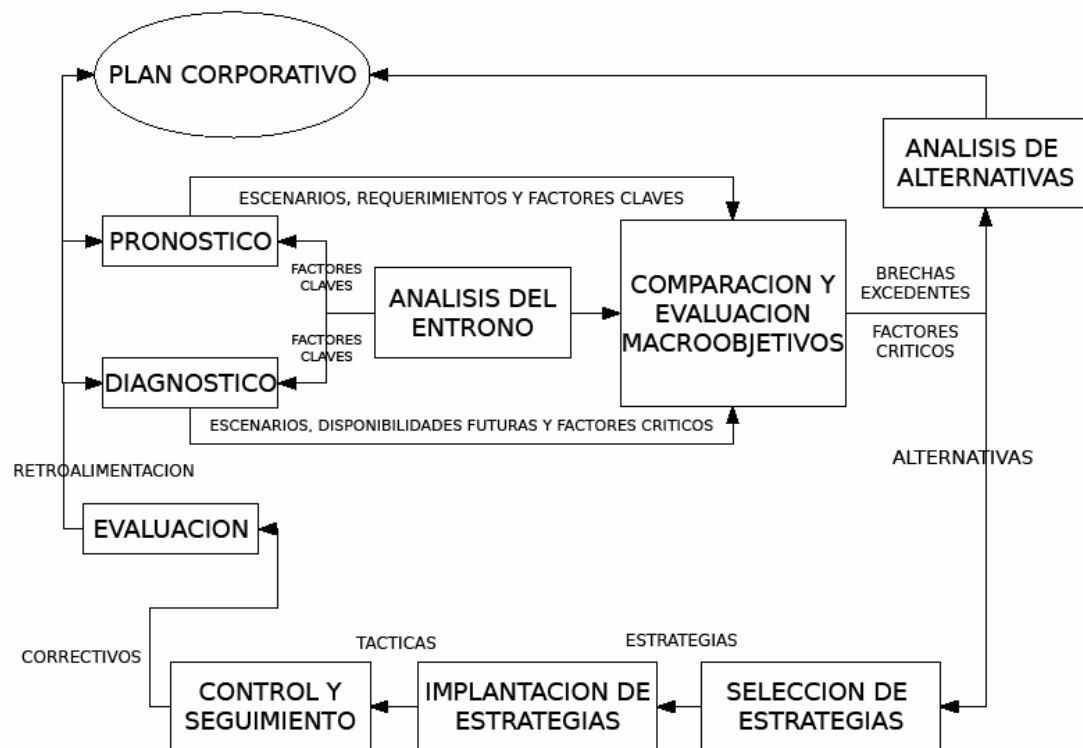 PLAN CORPORATIVO
ANALISIS DE
ALTERNATIVAS
ESCENARIOS, REQUERIMIENTOS Y FACTORES CLAVES
PRONOSTICO
FACTORES
CLAVES
ANALISIS DEL
ENTRONO
COMPARACION Y
EVALUACION
MACROOBJETIVOS
BRECHAS
EXCEDENTES
FACTORES
CRITICOS
FACTORES
CLAVES
DIAGNOSTICO
ESCENARIOS, DISPONIBILIDADES FUTURAS Y FACTORES CRITICOS
ALTERNATIVAS
RETROALIMENTACION
EVALUACION
CORRECTIVOS
TACTICAS
ESTRATEGIAS
CONTROL Y
SEGUIMIENTO
IMPLANTACION DE
ESTRATEGIAS
SELECCION DE
ESTRATEGIAS